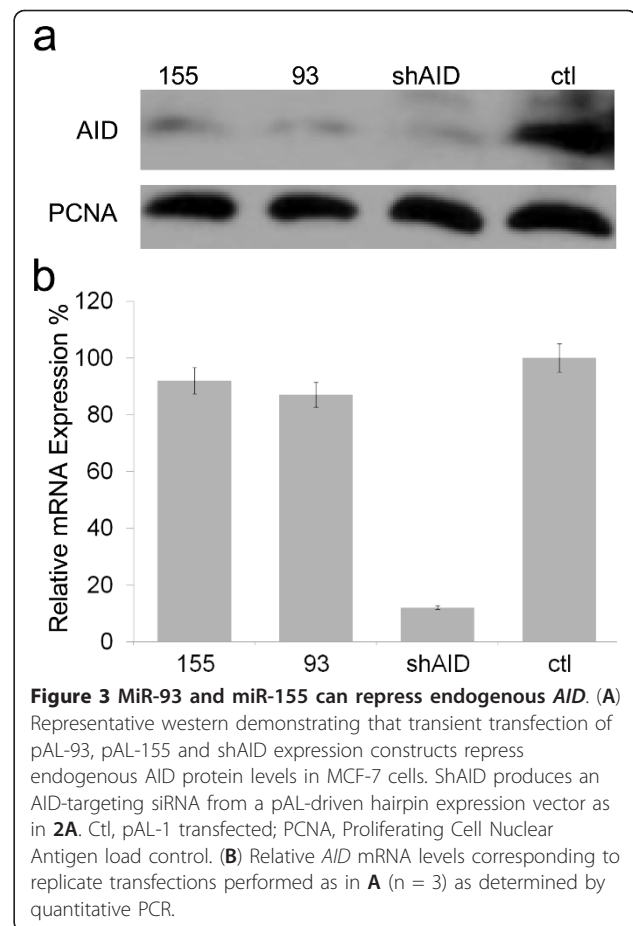 a
155 93 shAID ctl
AID
PCNA
b
Relative mRNA Expression %
120
100
80
60
40
20
0
155 93 shAID ctl
Figure 3 MiR-93 and miR-155 can repress endogenous AID. (A)
Representative western demonstrating that transient transfection of
pAL-93, pAL-155 and shAID expression constructs repress
endogenous AID protein levels in MCF-7 cells. ShAID produces an
AID-targeting siRNA from a pAL-driven hairpin expression vector as
in 2A. Ctl, pAL-1 transfected; PCNA, Proliferating Cell Nuclear
Antigen load control. (B) Relative AID mRNA levels corresponding to
replicate transfections performed as in A (n = 3) as determined by
quantitative PCR.